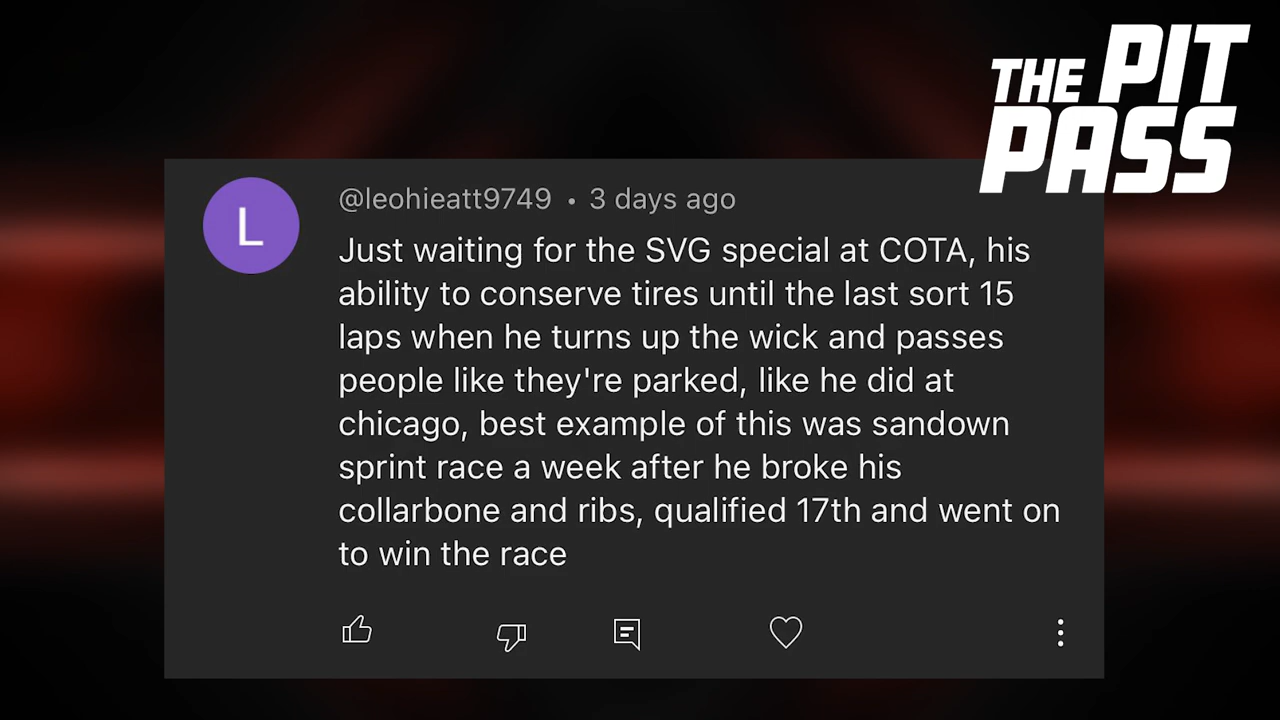 THE PIT
PASS
L
@leohieatt9749 • 3 days ago
Just waiting for the SVG special at COTA, his
ability to conserve tires until the last sort 15
laps when he turns up the wick and passes
people like they're parked, like he did at
chicago, best example of this was sandown
sprint race a week after he broke his
collarbone and ribs, qualified 17th and went on
to win the race